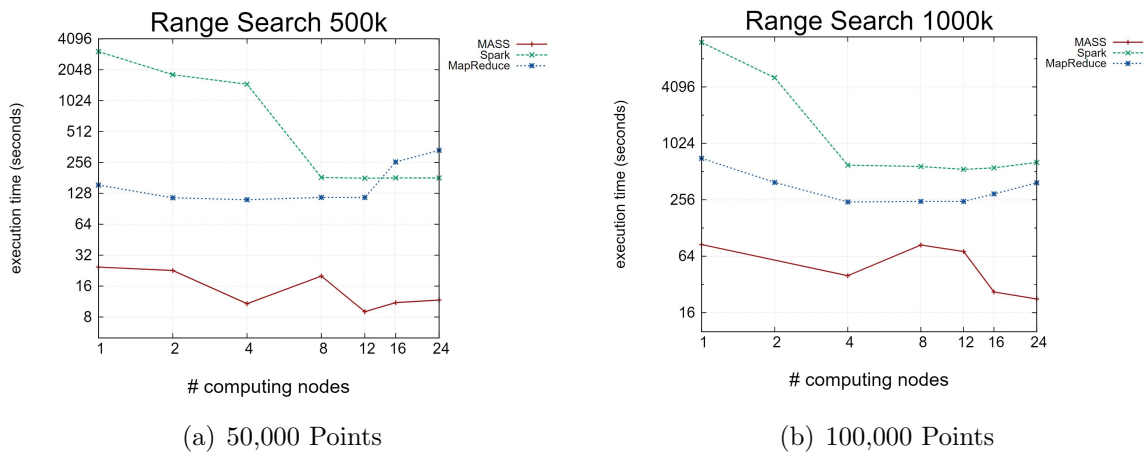 Range Search 500k
MASS
Spark
MapReduce
4096
2048
1024
512
256
128
64
32
16
8
execution time (seconds)
1 2 4 8 12 16 24
# computing nodes
(a) 50,000 Points
Range Search 1000k
MASS
Spark
MapReduce
4096
1024
256
64
16
execution time (seconds)
1 2 4 8 12 16 24
# computing nodes
(b) 100,000 Points